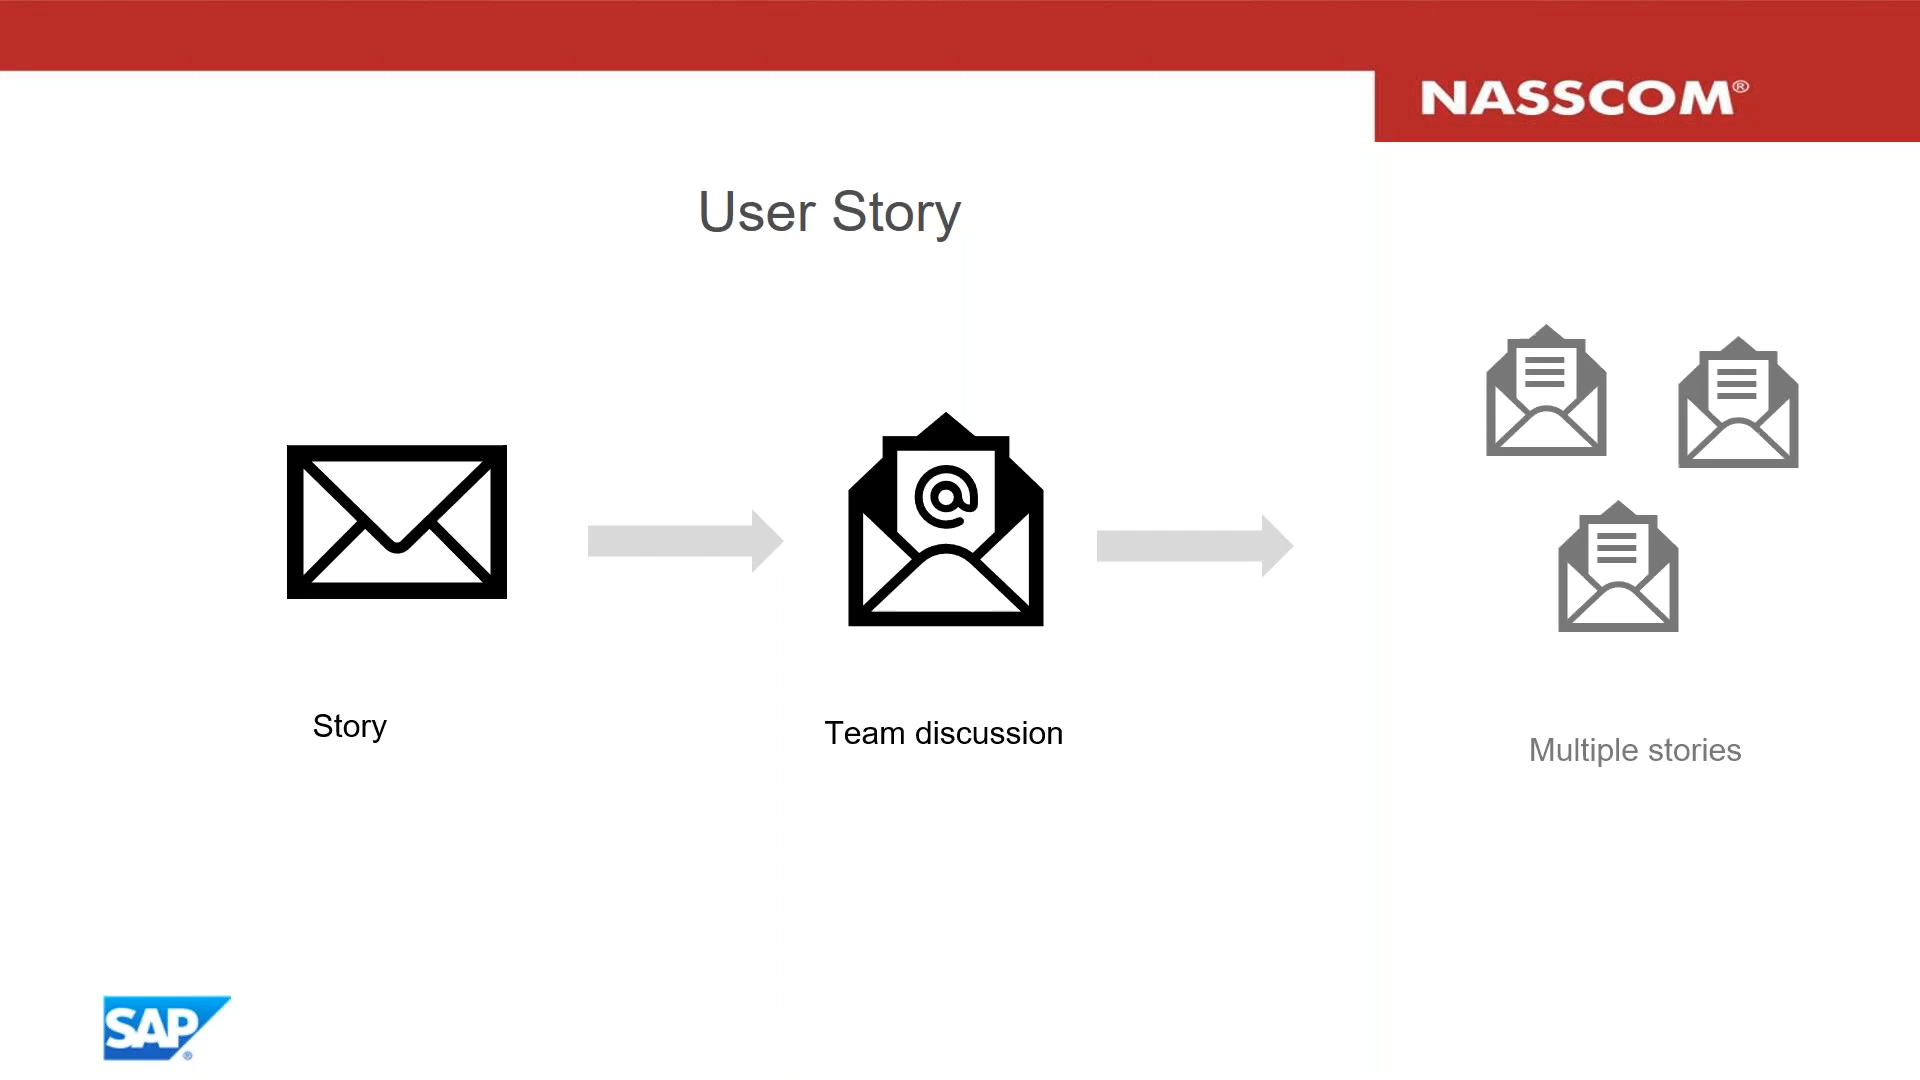 NASSCOM®
User Story
@
Story
Team discussion
Multiple stories
SAP®